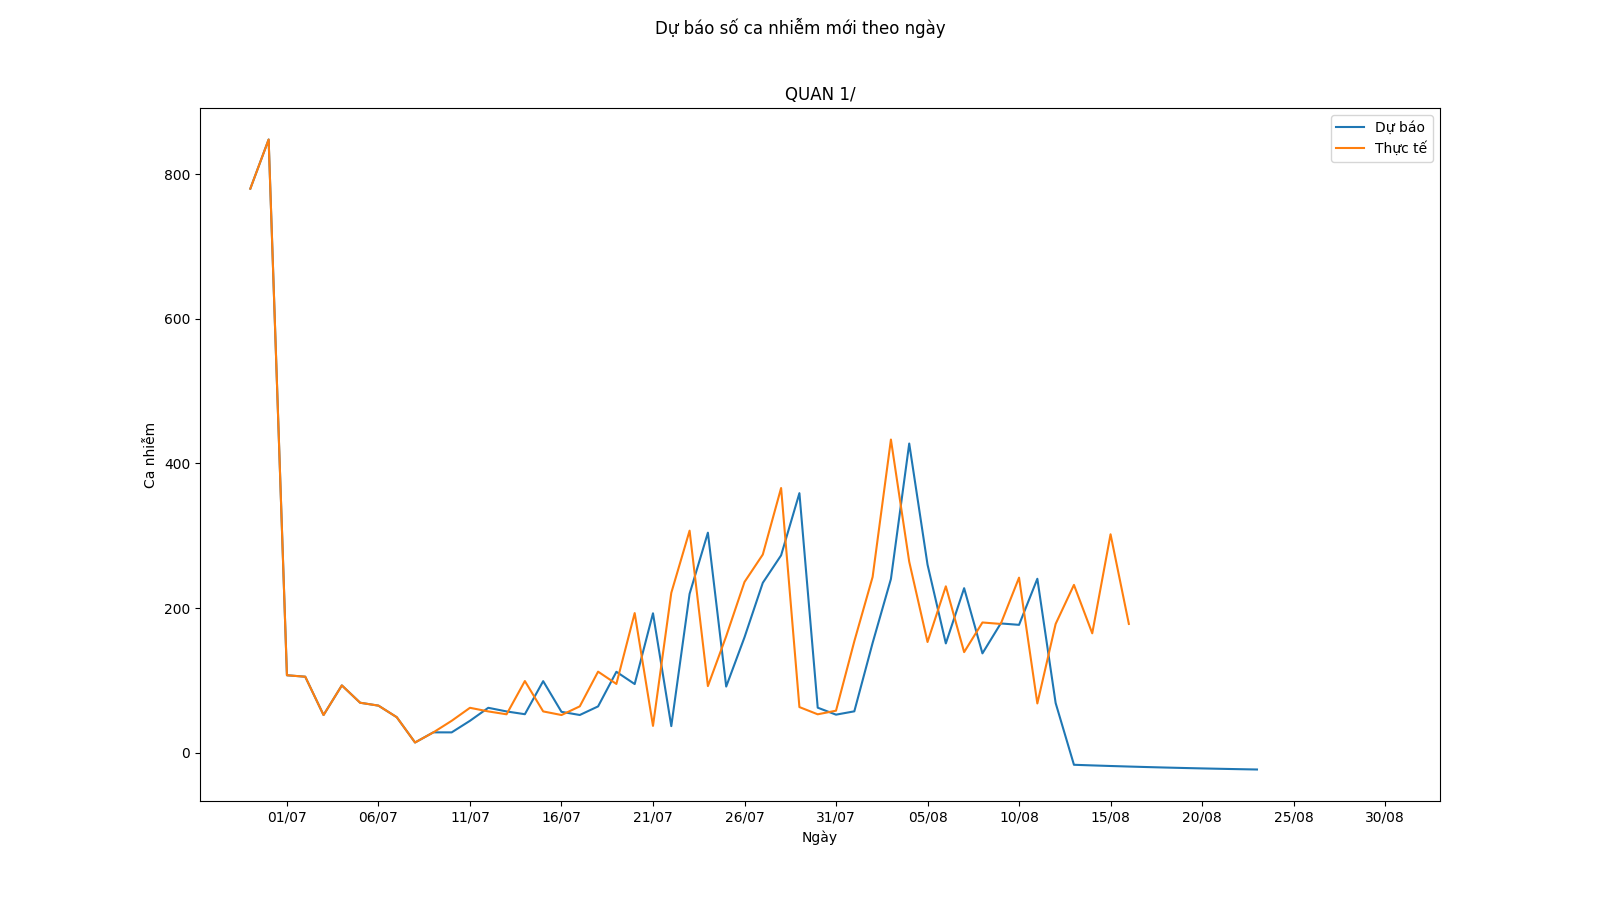 Dự báo số ca nhiễm mới theo ngày
QUAN 1/
Dự báo
Thực tế
Ca nhiễm
800
600
400
200
0
01/07 06/07 11/07 16/07 21/07 26/07 31/07 05/08 10/08 15/08 20/08 25/08 30/08
Ngày